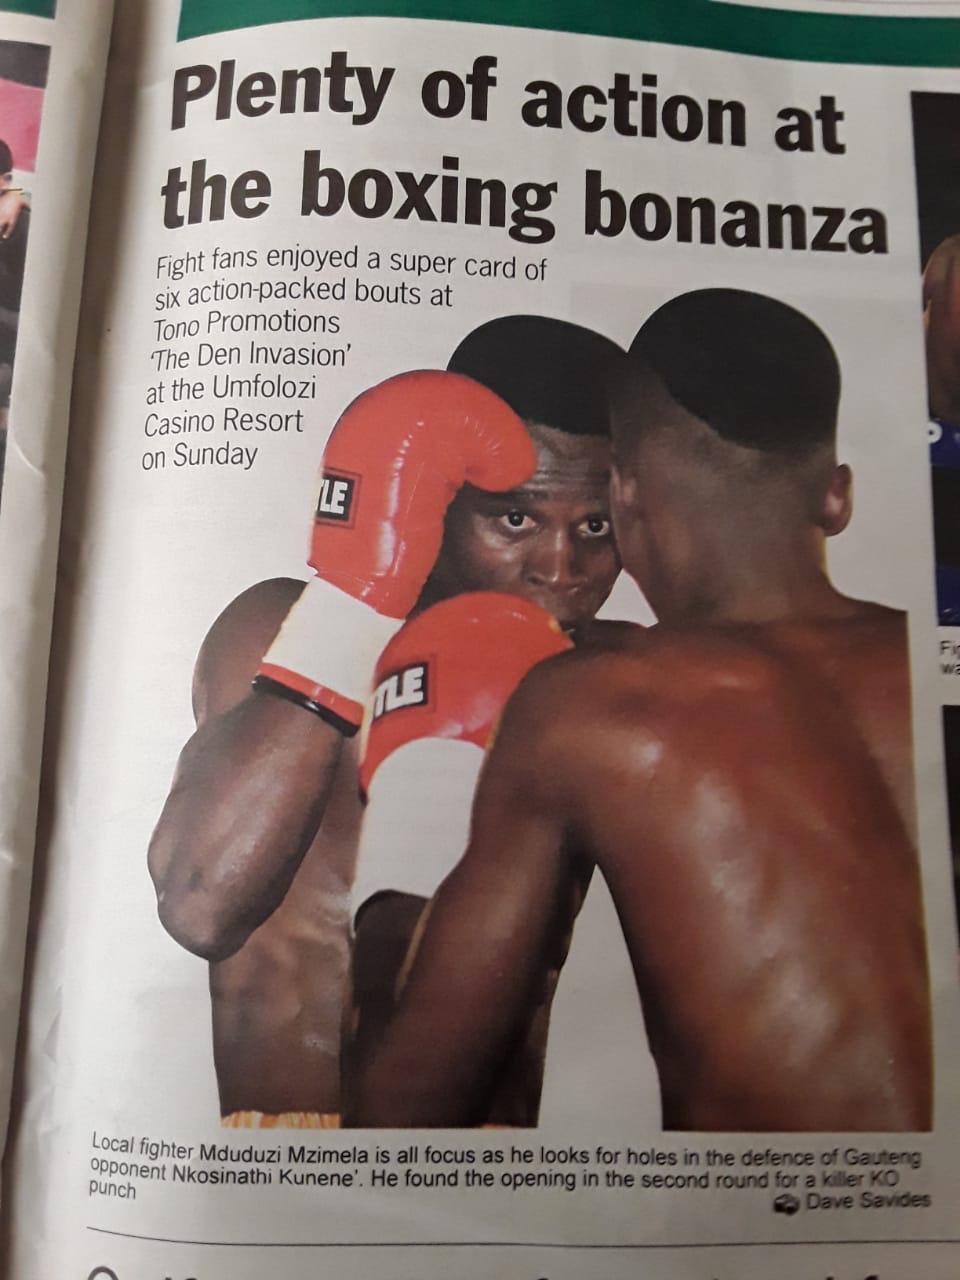 Plenty of action at
the boxing bonanza
Fight fans enjoyed a super card of
six action-packed bouts at
Tono Promotions
‘The Den Invasion’
at the Umfolozi
Casino Resort
on Sunday
TLE
TLE
Local fighter Mduduzi Mzimela is all focus as he looks for holes in the defence of Gauteng
opponent Nkosinathi Kunene’. He found the opening in the second round for a killer KO
punch
Dave Savides